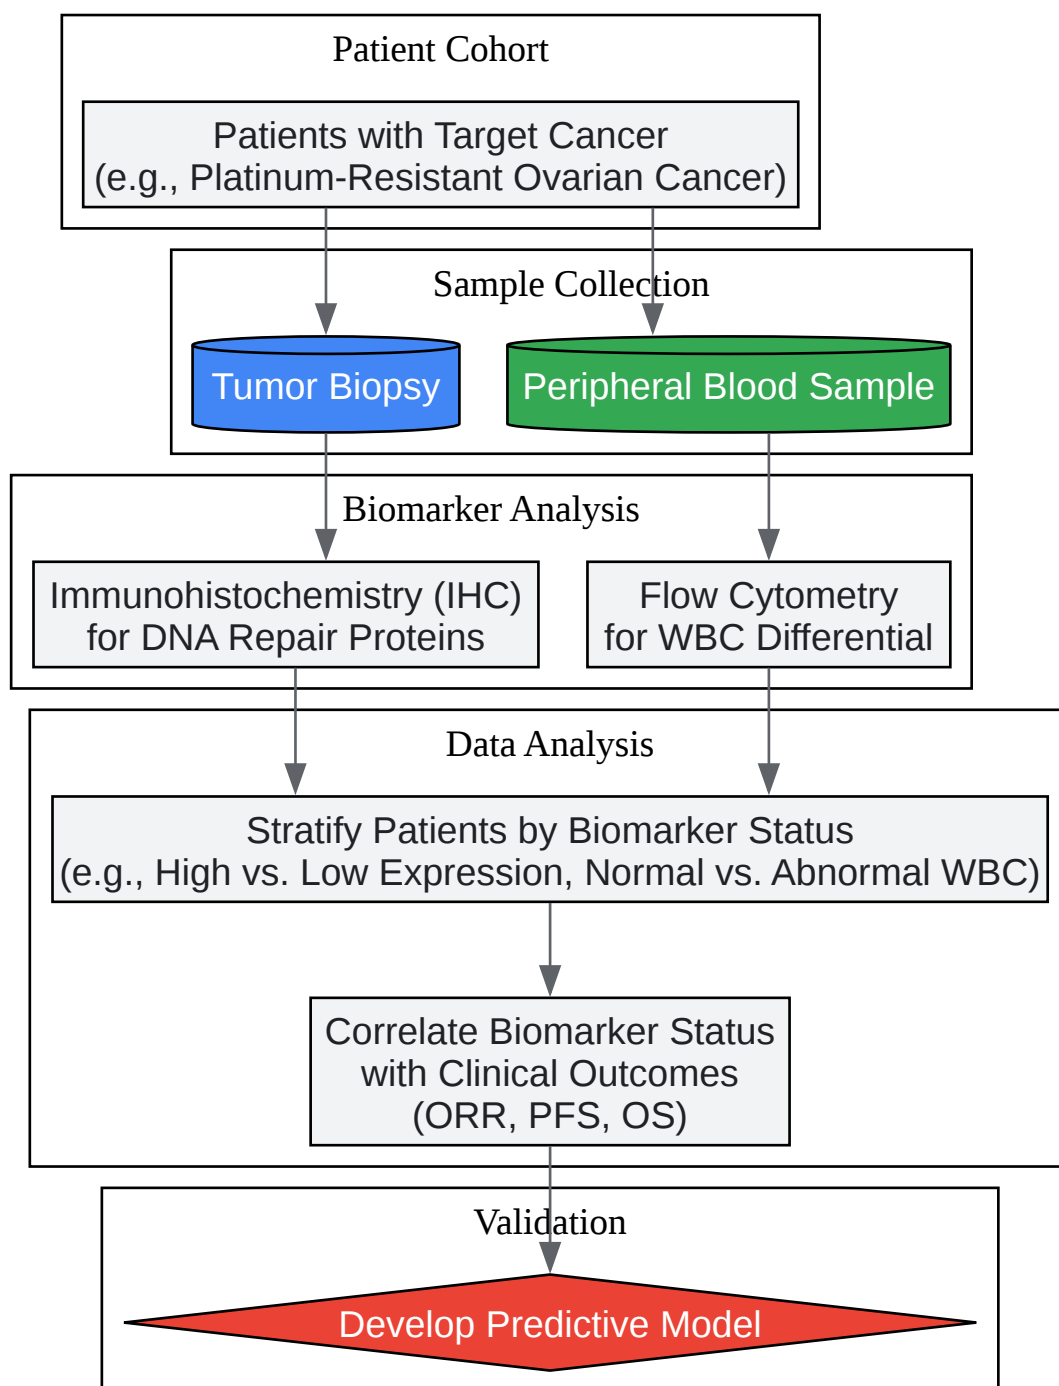 Patient Cohort
Patients with Target Cancer
(e.g., Platinum-Resistant Ovarian Cancer)
Sample Collection
Tumor Biopsy
Peripheral Blood Sample
Biomarker Analysis
Immunohistochemistry (IHC)
for DNA Repair Proteins
Flow Cytometry
for WBC Differential
Data Analysis
Stratify Patients by Biomarker Status
(e.g., High vs. Low Expression, Normal vs. Abnormal WBC)
Correlate Biomarker Status
with Clinical Outcomes
(ORR, PFS, OS)
Validation
Develop Predictive Model